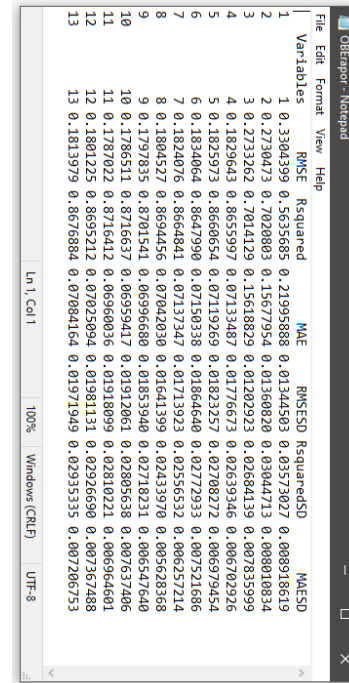 OBErapor - Notepad
File Edit Format View Help
Variables RMSE Rsquared MAE RMSESD RsquaredSD MAESD
1 1 0.3304399 0.5635685 0.21995888 0.01344503 0.03573027 0.008918619
2 2 0.2730473 0.7020803 0.15677954 0.01360820 0.03044713 0.008010834
3 3 0.2733262 0.7014129 0.15618829 0.01202923 0.02684139 0.007835999
4 4 0.1829643 0.8655997 0.07133487 0.01776673 0.02639346 0.006702926
5 5 0.1825973 0.8660654 0.07119269 0.01823257 0.02708272 0.006979454
6 6 0.1834064 0.8647990 0.07150338 0.01864640 0.02772933 0.007521686
7 7 0.1824076 0.8664841 0.07137347 0.01713923 0.02556532 0.006257214
8 8 0.1804527 0.8694456 0.07042030 0.01641399 0.02433970 0.005628368
9 9 0.1797835 0.8701541 0.06996680 0.01853940 0.02718231 0.006547640
10 10 0.1786511 0.8716637 0.06959417 0.01912061 0.02805638 0.007637406
11 11 0.1787022 0.8716412 0.06960036 0.01918099 0.02810221 0.006964601
12 12 0.1801225 0.8695212 0.07025094 0.01981131 0.02926690 0.007367488
13 13 0.1813979 0.8676884 0.07084164 0.01971949 0.02935335 0.007206753
Ln 1, Col 1 100% Windows (CRLF) UTF-8